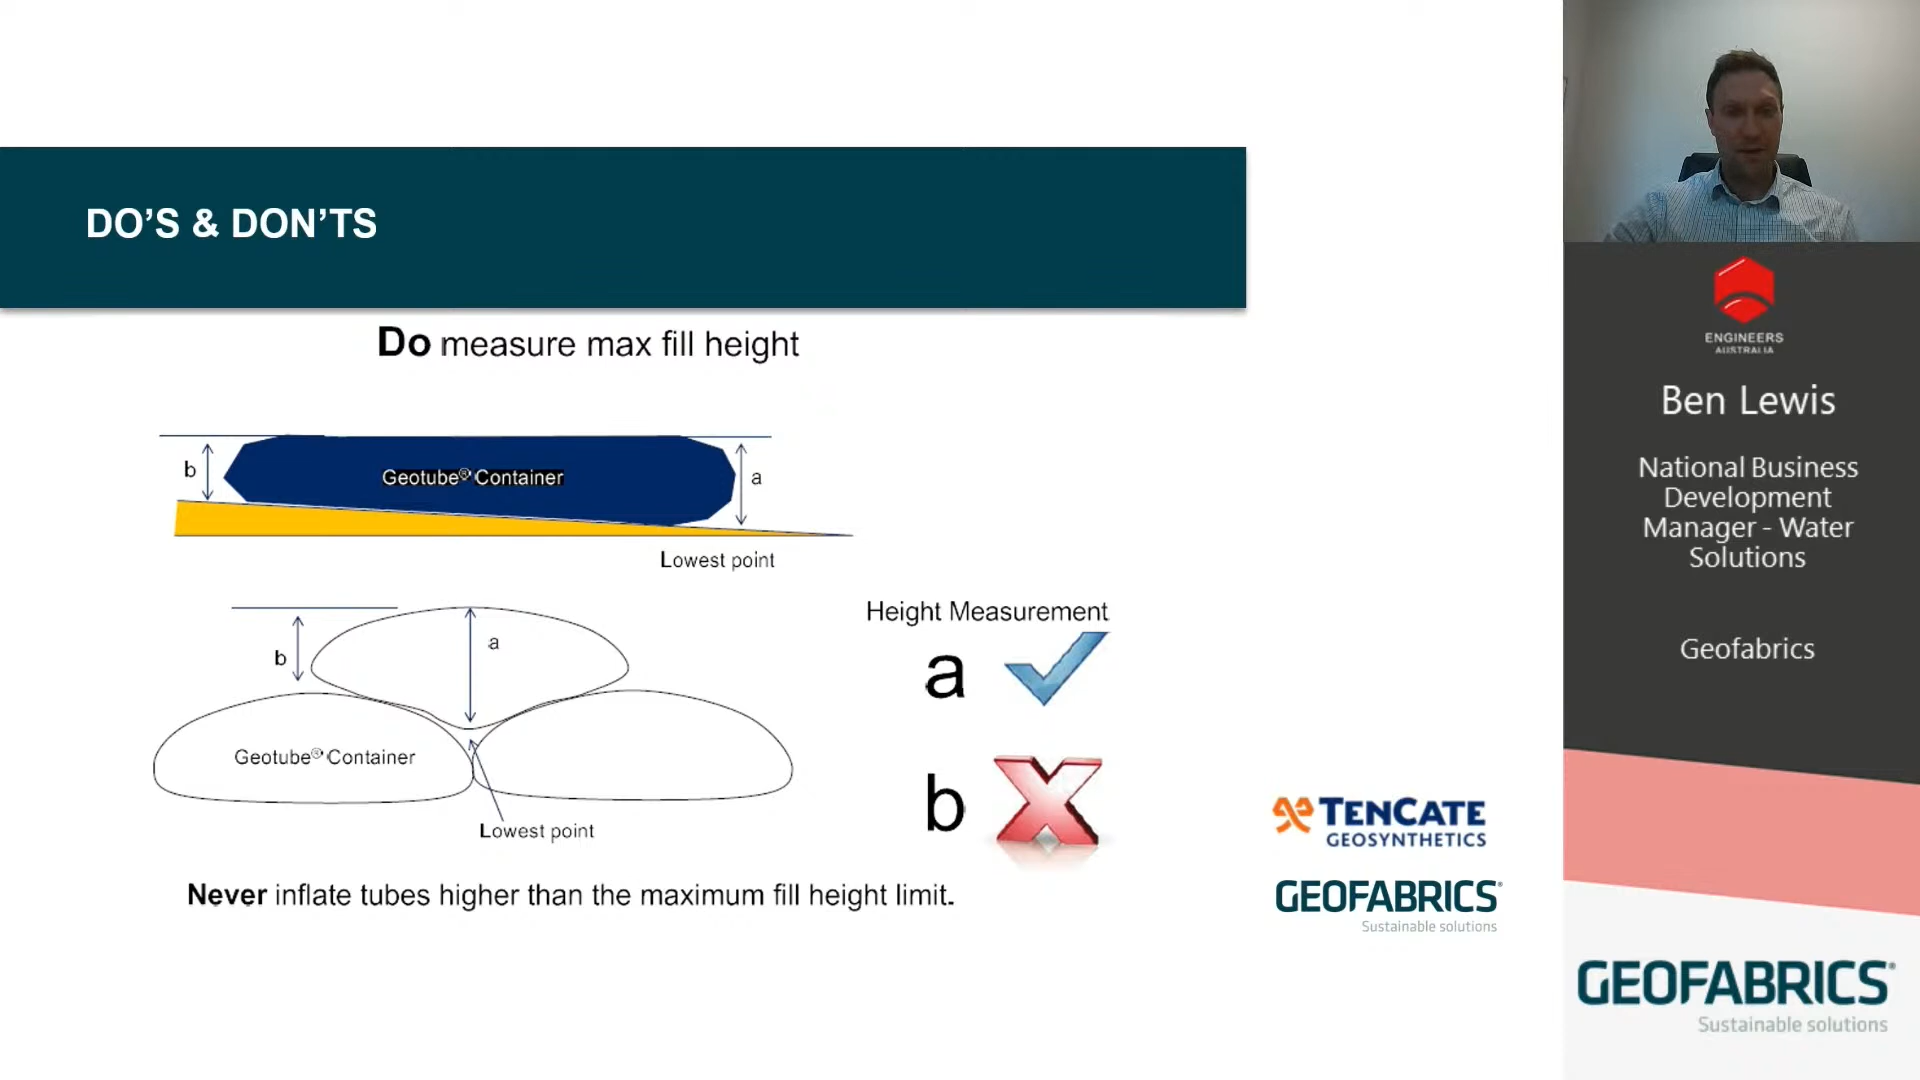 DO’S & DON’TS
Do measure max fill height
b
Geotube® Container
a
Lowest point
b
a
Geotube® Container
Lowest point
Height Measurement
a
b
Never inflate tubes higher than the maximum fill height limit.
TENCATE
GEOSYNTHETICS
GEOFABRICS®
Sustainable solutions
ENGINEERS
AUSTRALIA
Ben Lewis
National Business
Development
Manager - Water
Solutions
Geofabrics
GEOFABRICS®
Sustainable solutions